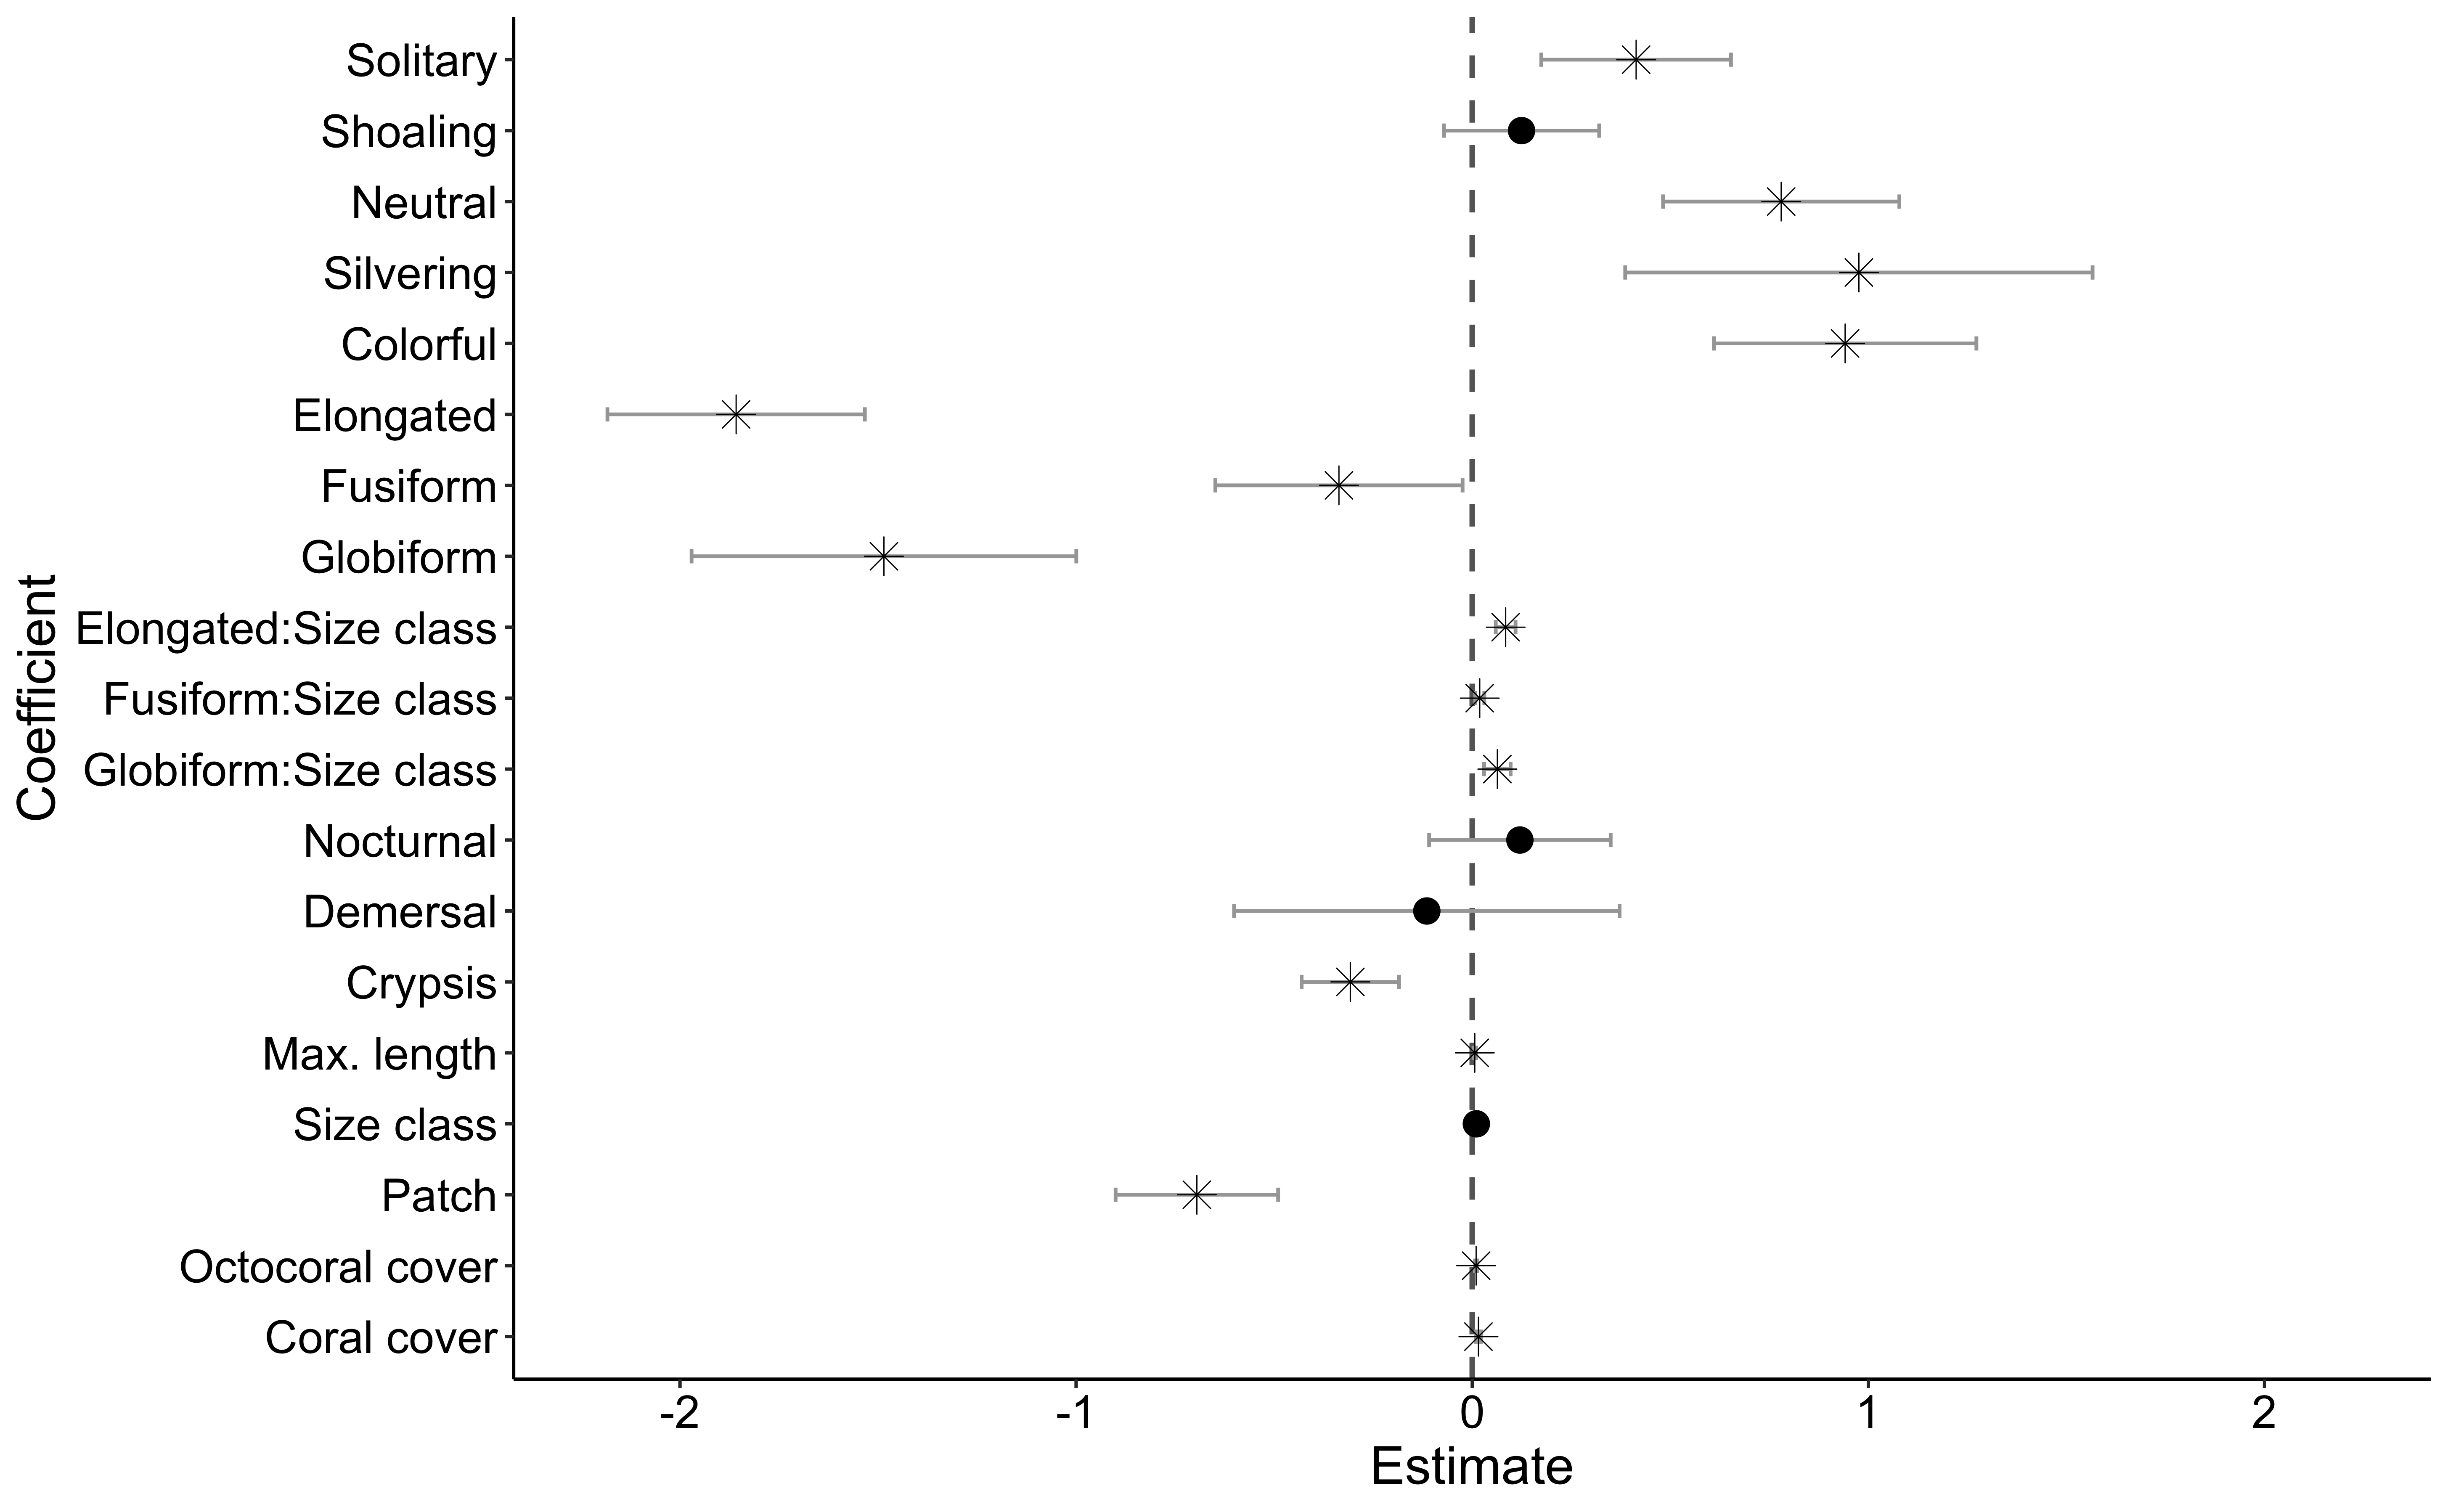 Coefficient
Solitary
Shoaling
Neutral
Silvering
Colorful
Elongated
Fusiform
Globiform
Elongated:Size class
Fusiform:Size class
Globiform:Size class
Nocturnal
Demersal
Crypsis
Max. length
Size class
Patch
Octocoral cover
Coral cover
-2 -1 0 1 2
Estimate